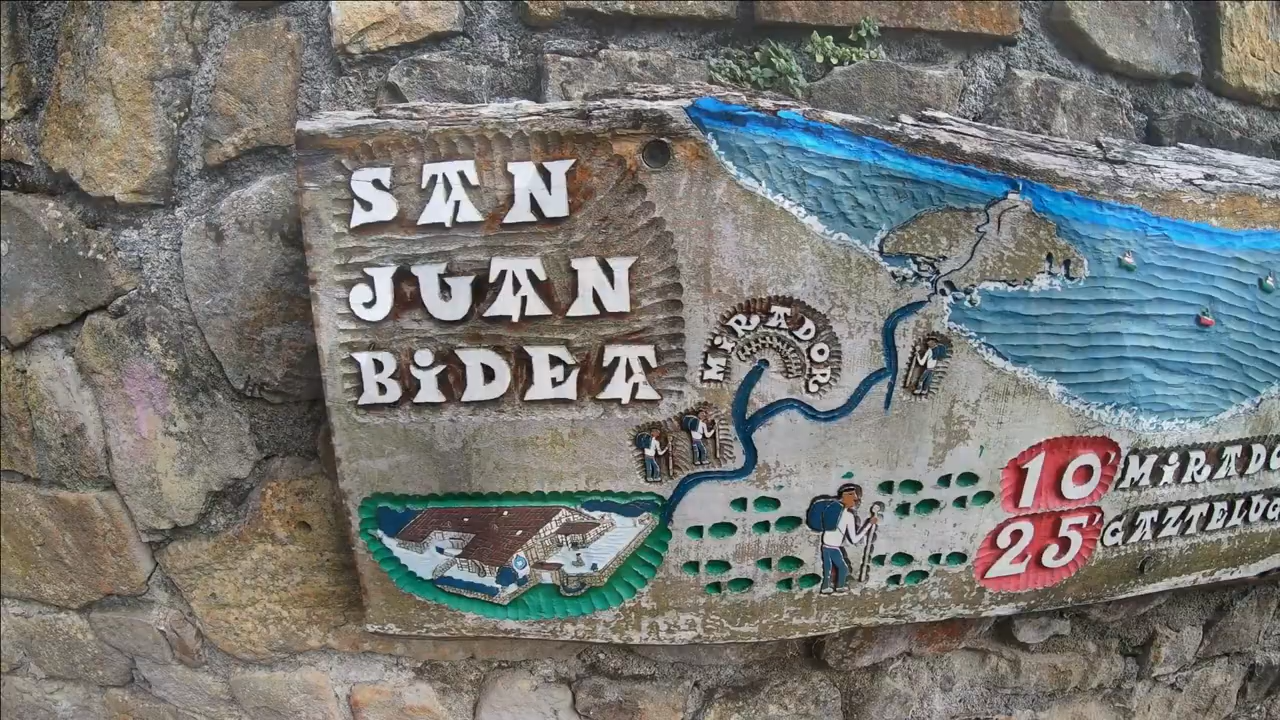 SAN
JUAN
BiDEA
MiRADOR
10' MiRADO
25' GAZTELUG